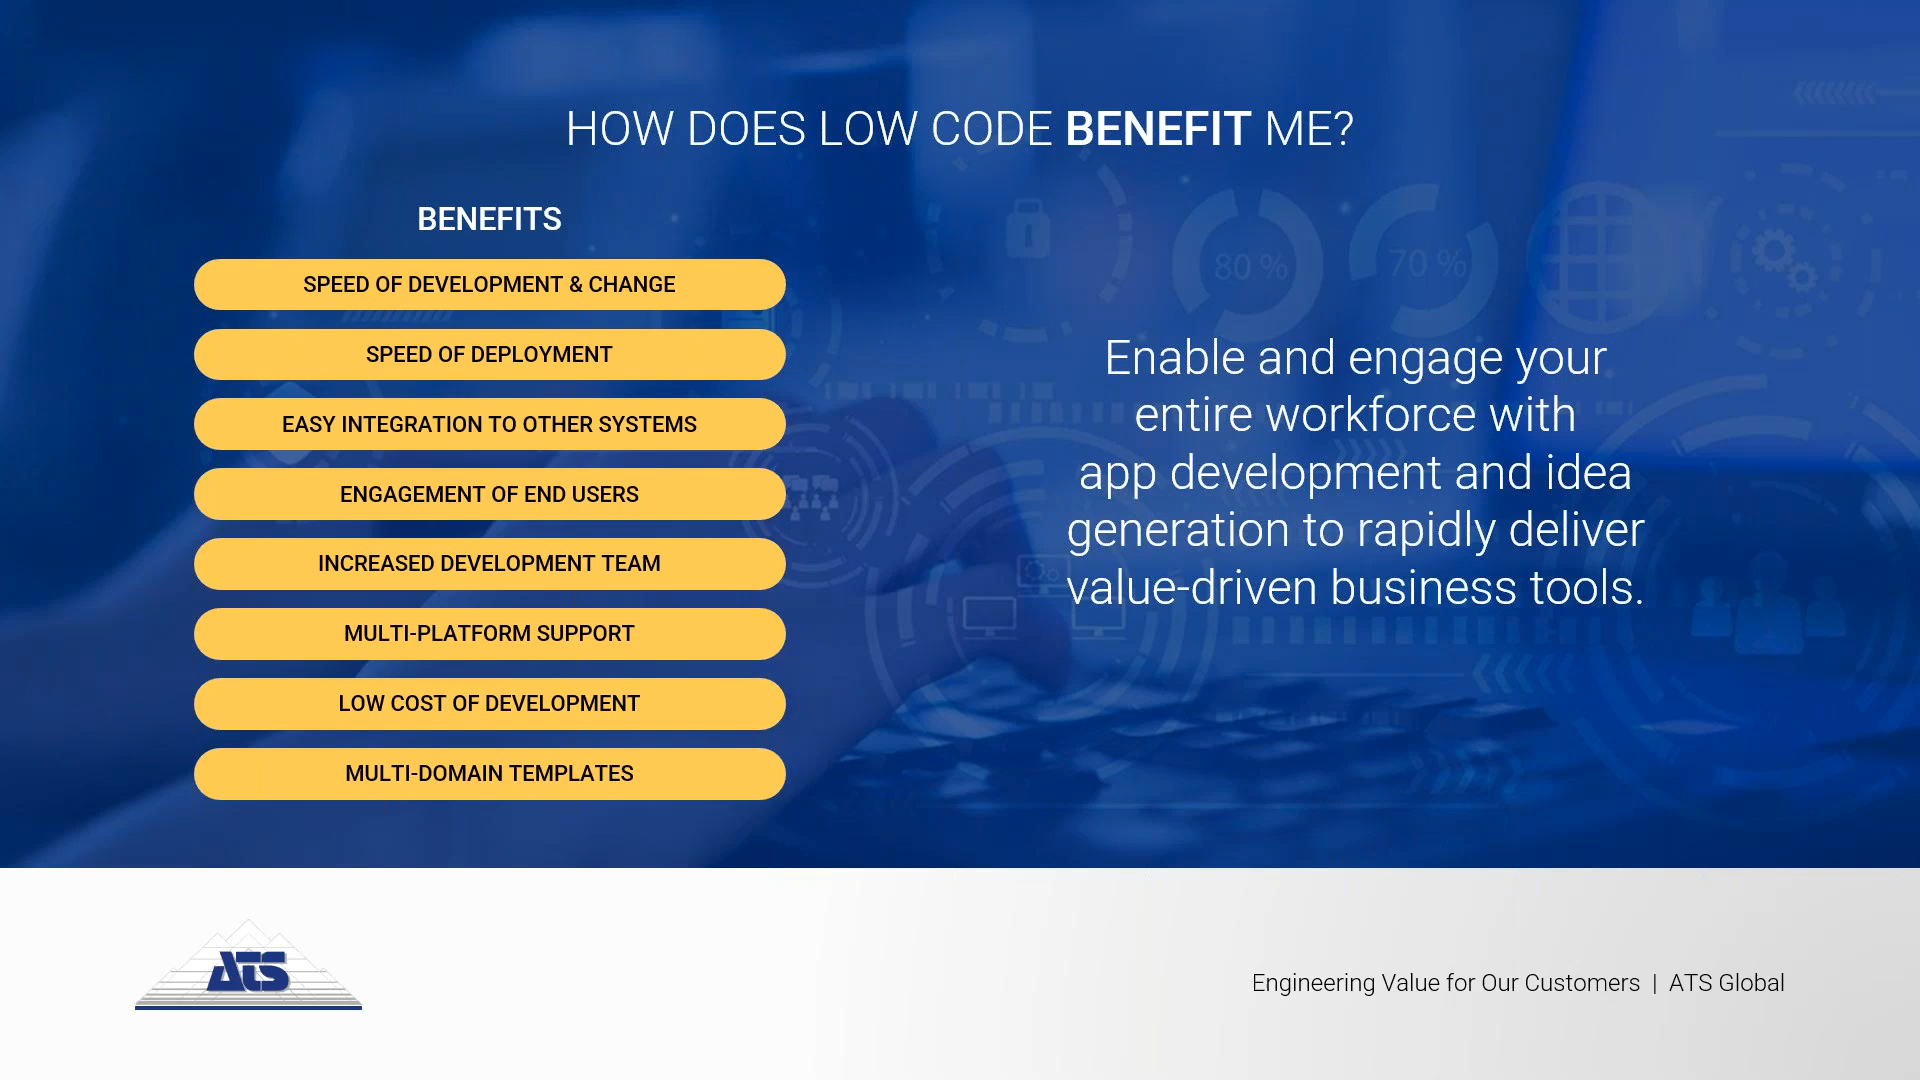 HOW DOES LOW CODE BENEFIT ME?
BENEFITS
SPEED OF DEVELOPMENT & CHANGE
SPEED OF DEPLOYMENT
EASY INTEGRATION TO OTHER SYSTEMS
ENGAGEMENT OF END USERS
INCREASED DEVELOPMENT TEAM
MULTI-PLATFORM SUPPORT
LOW COST OF DEVELOPMENT
MULTI-DOMAIN TEMPLATES
80 %
70 %
Enable and engage your
entire workforce with
app development and idea
generation to rapidly deliver
value-driven business tools.
ATS
Engineering Value for Our Customers | ATS Global